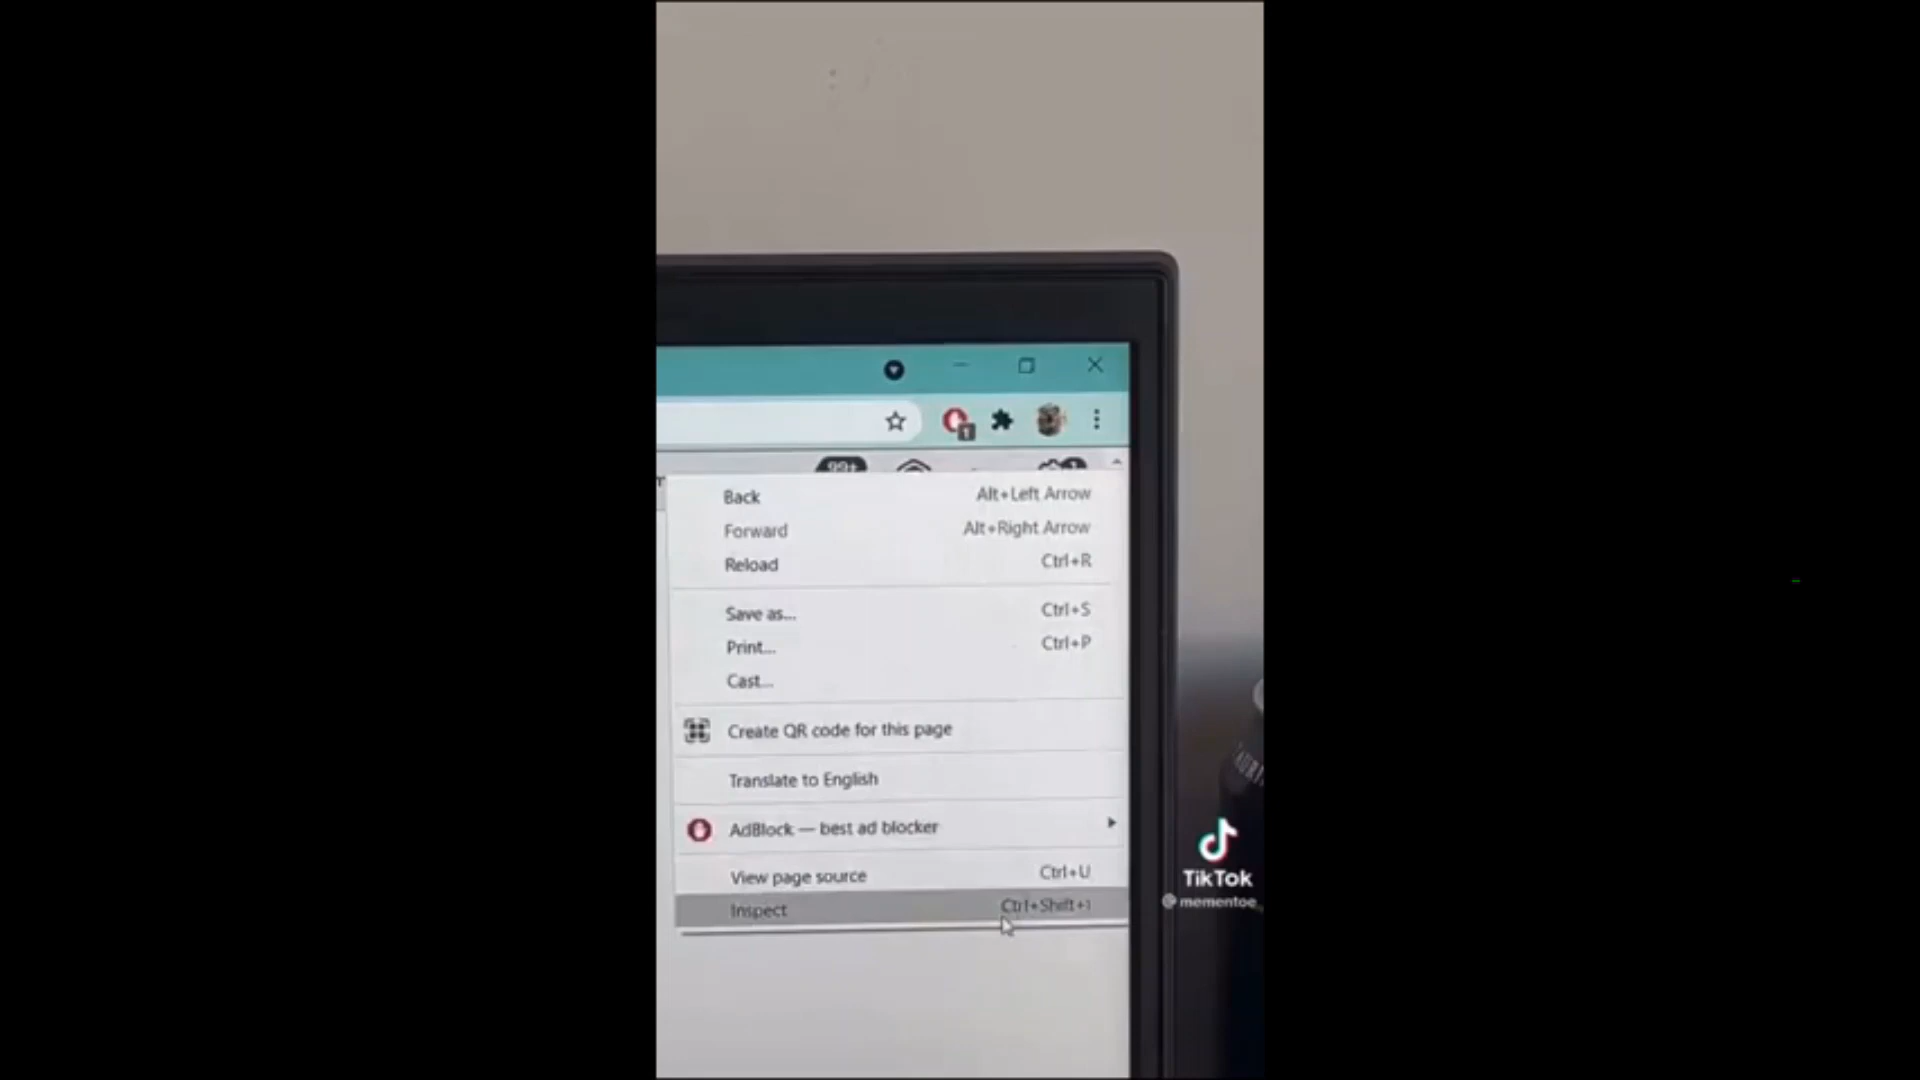 99+
1
Back Alt+Left Arrow
Forward Alt+Right Arrow
Reload Ctrl+R
Save as... Ctrl+S
Print... Ctrl+P
Cast...
Create QR code for this page
Translate to English
AdBlock — best ad blocker
View page source Ctrl+U
Inspect Ctrl+Shift+I
TikTok
@mementoe